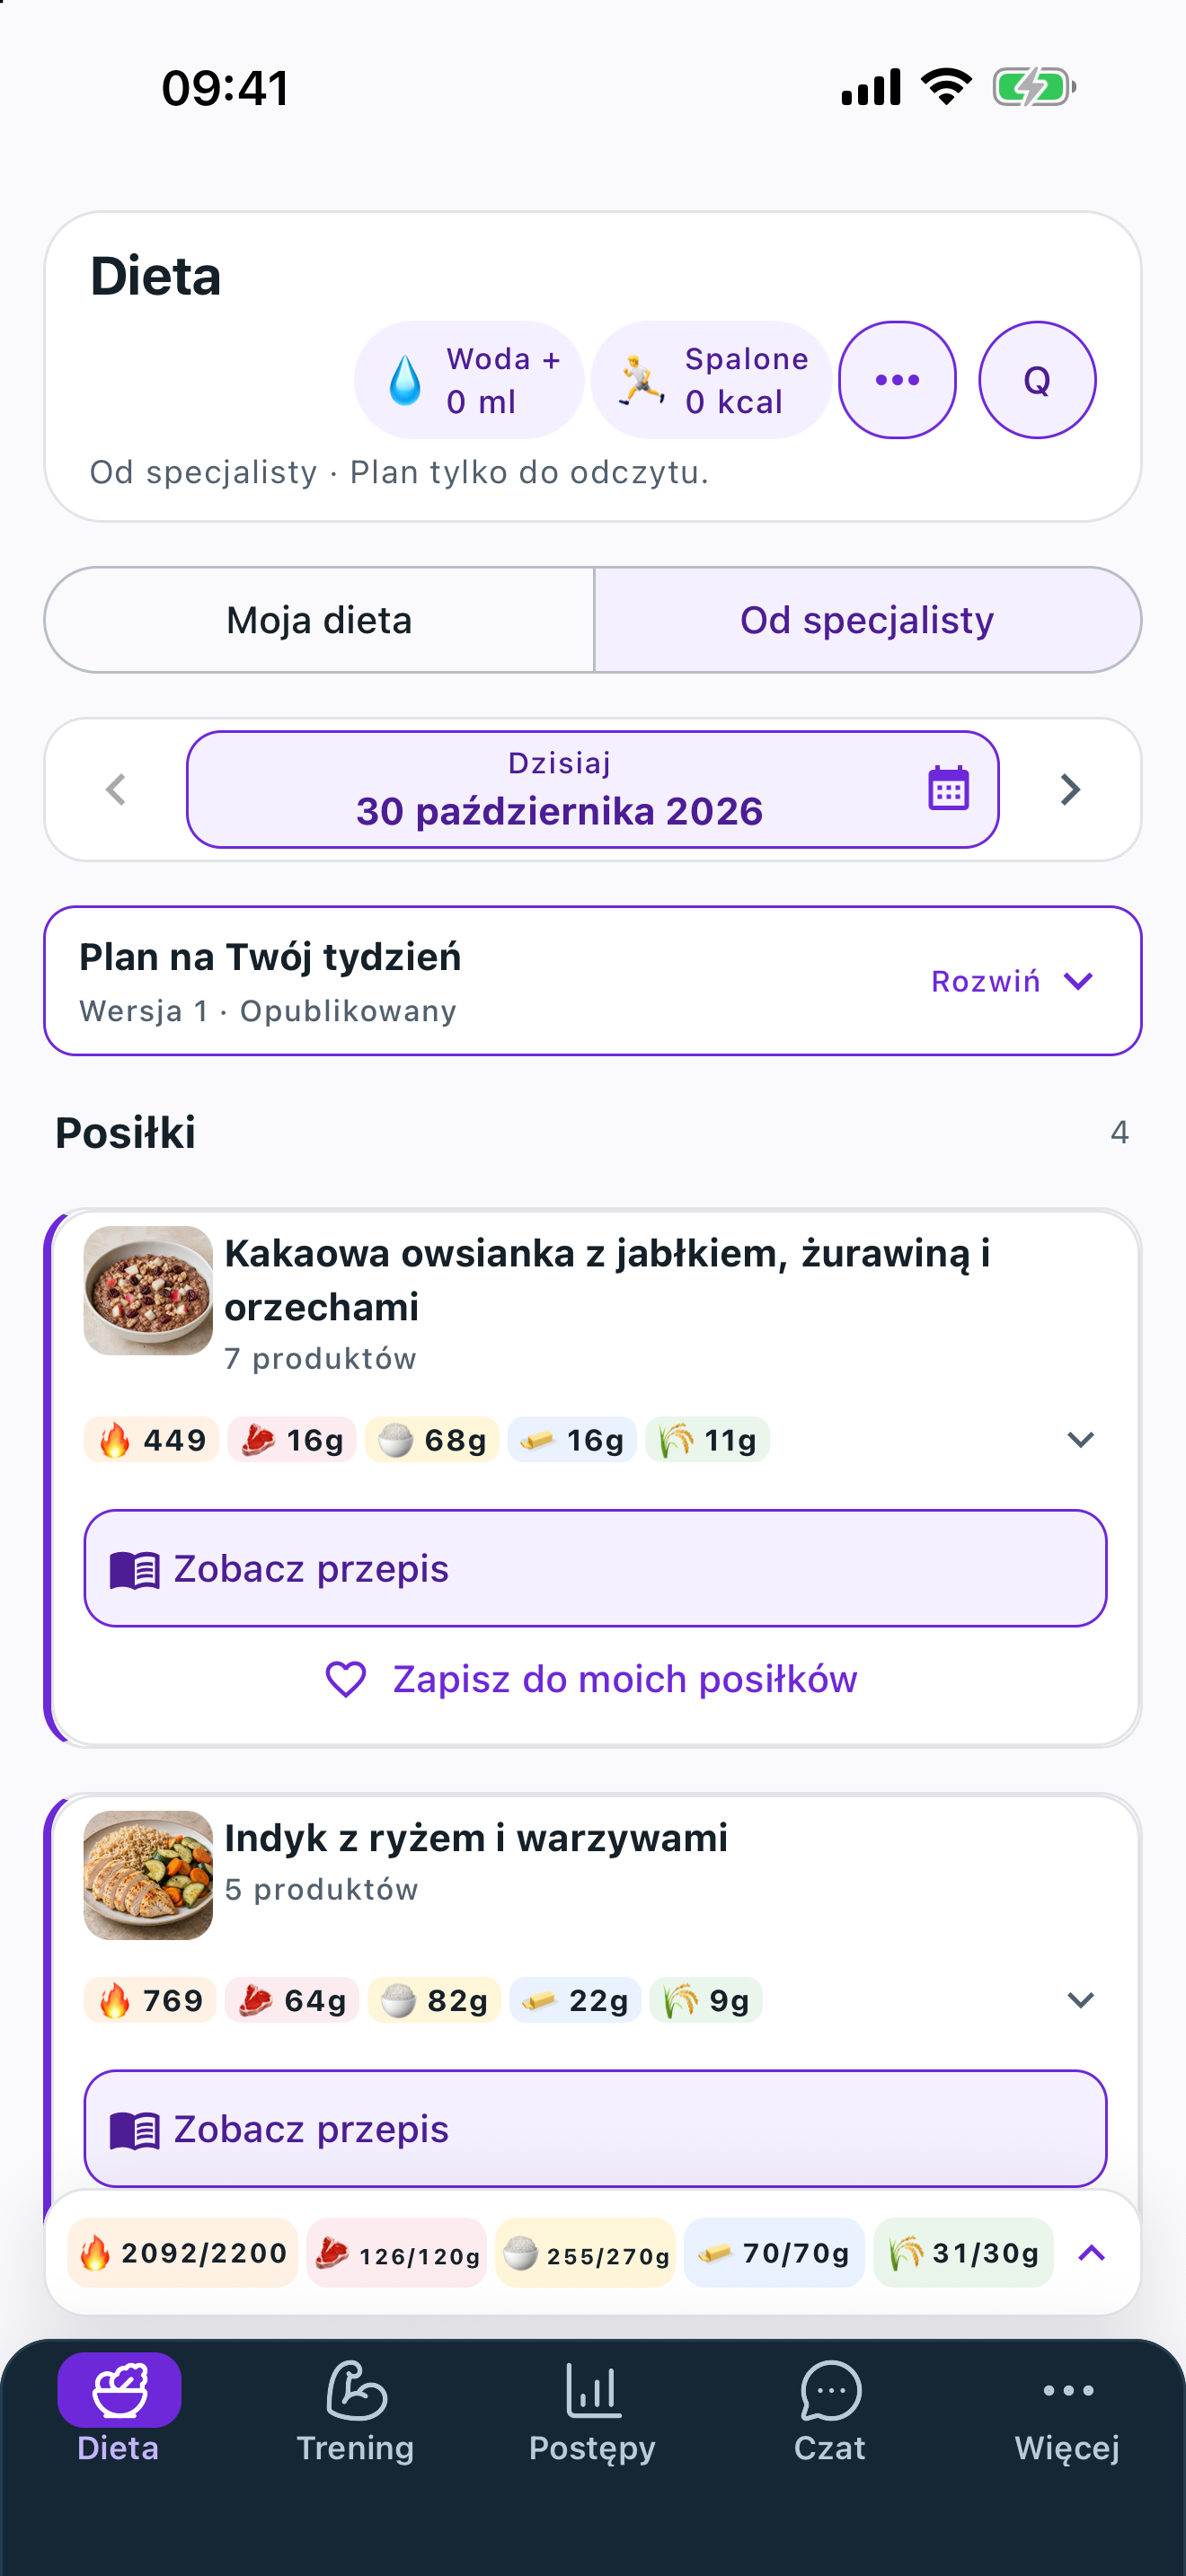 09:41
Dieta
Woda +
0 ml
Spalone
0 kcal
Q
Od specjalisty · Plan tylko do odczytu.
Moja dieta
Od specjalisty
Dzisiaj
30 października 2026
Plan na Twój tydzień
Wersja 1 · Opublikowany
Rozwiń
Posiłki
4
Kakaowa owsianka z jabłkiem, żurawiną i
orzechami
7 produktów
449 16g 68g 16g 11g
Zobacz przepis
Zapisz do moich posiłków
Indyk z ryżem i warzywami
5 produktów
769 64g 82g 22g 9g
Zobacz przepis
2092/2200 126/120g 255/270g 70/70g 31/30g
Dieta Trening Postępy Czat Więcej